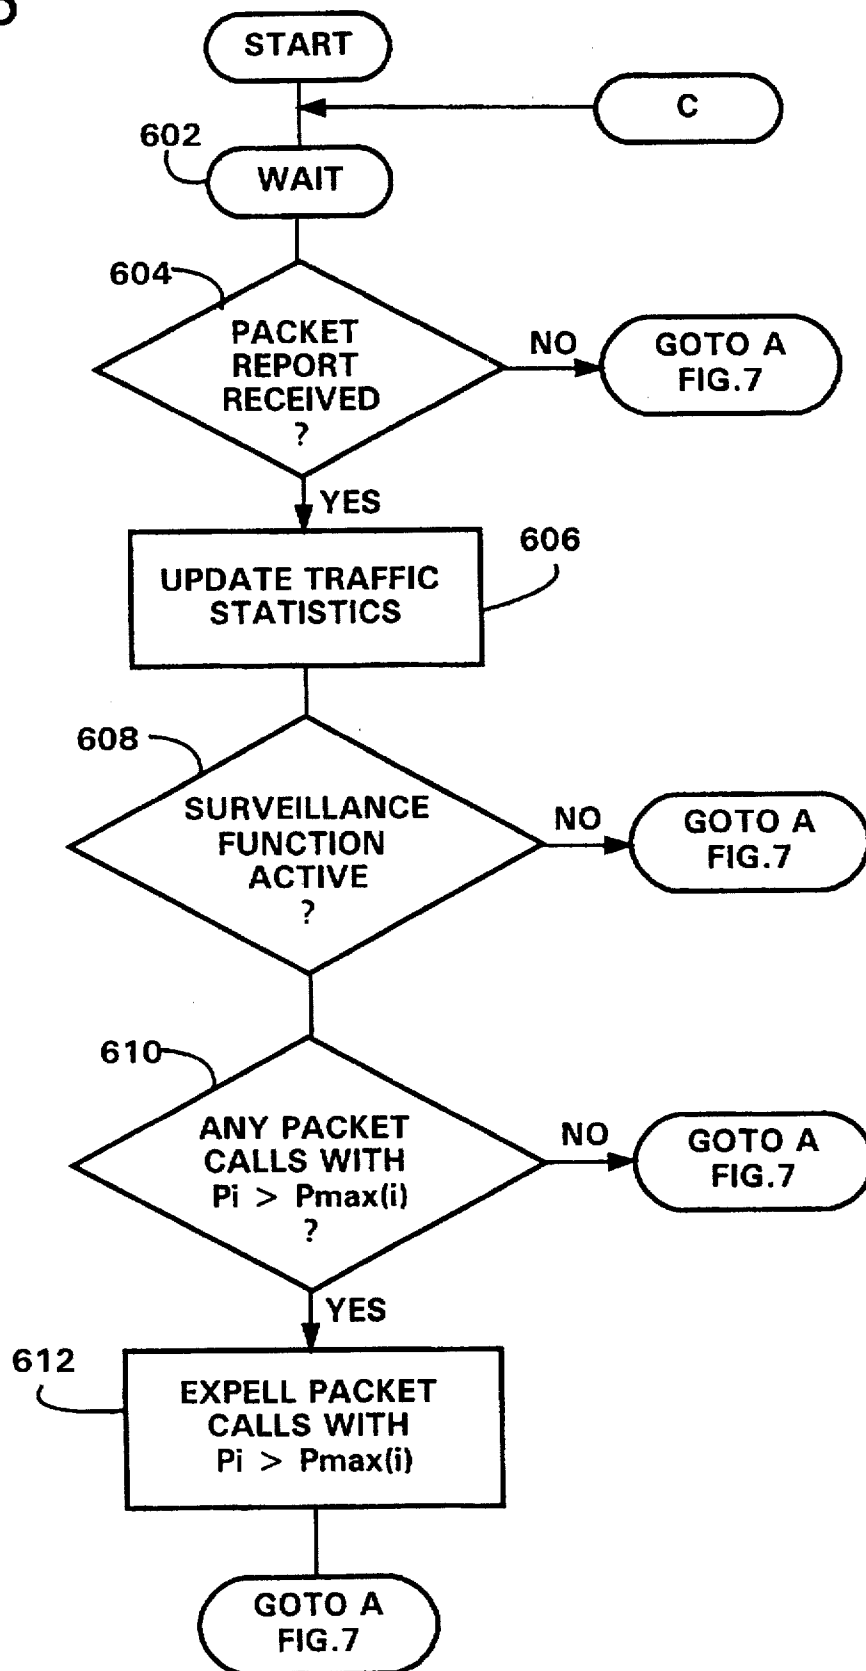 START
C
602
WAIT
604
PACKET
REPORT
RECEIVED
?
NO
GOTO A
FIG.7
YES
606
UPDATE TRAFFIC
STATISTICS
608
SURVEILLANCE
FUNCTION
ACTIVE
?
NO
GOTO A
FIG.7
610
ANY PACKET
CALLS WITH
Pi > Pmax(i)
?
NO
GOTO A
FIG.7
YES
612
EXPELL PACKET
CALLS WITH
Pi > Pmax(i)
GOTO A
FIG.7